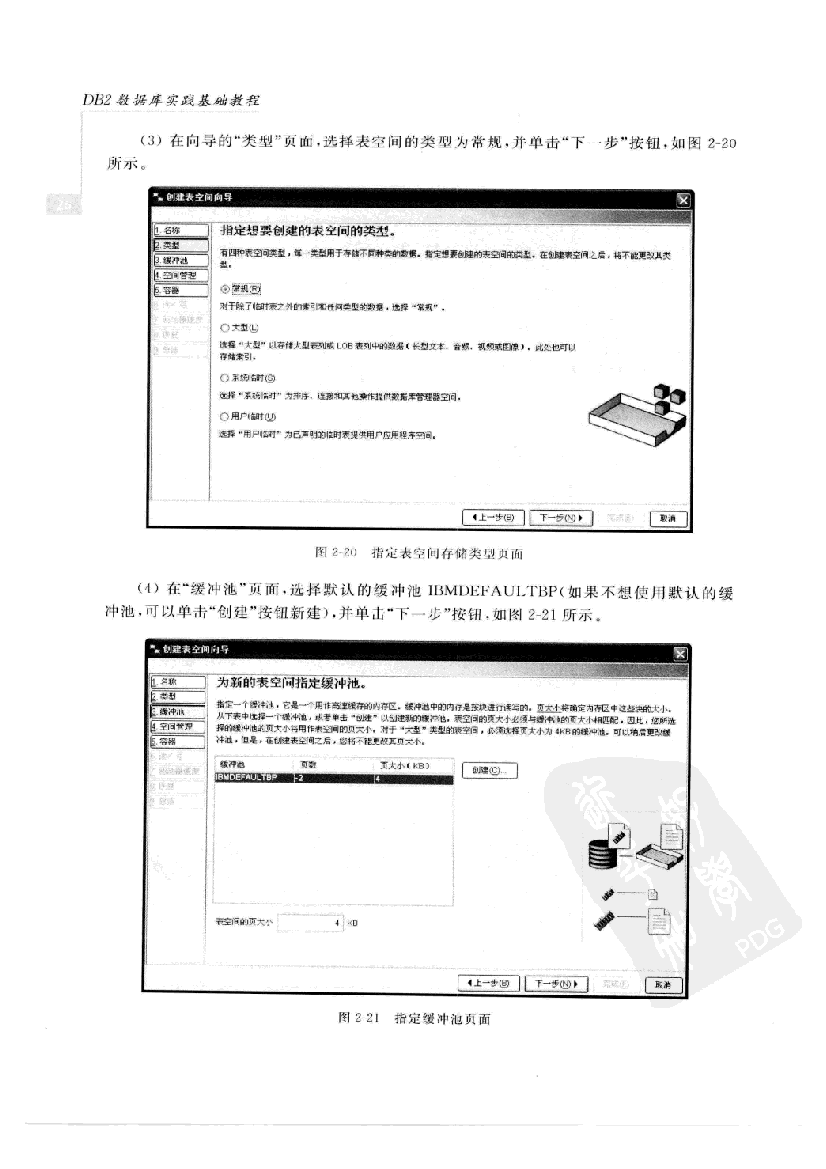 DB2 数据库实践基础教程
(3) 在向导的“类型”页面,选择表空间的类型为常规,并单击“下一步”按钮,如图 2-20
所示。
创建表空间向导
1. 名称
2. 类型
3. 缓冲池
4. 空间管理
5. 容器
指定想要创建的表空间的类型。
有四种表空间类型,每一类型用于存储不同种类的数据。指定想要创建的表空间的类型。在创建表空间之后,将不能更改其类
型。
常规(R)
对于除了临时表之外的索引和任何类型的数据,选择“常规”。
大型(L)
选择“大型”以存储大型表列或 LOB 表列中的数据(长型文本、音频、视频或图像)。此处也可以
存储索引。
系统临时(S)
选择“系统临时”为排序、连接和其他操作提供数据库管理器空间。
用户临时(U)
选择“用户临时”为已声明的临时表提供用户应用程序空间。
上一步(B) 下一步(N) 取消
图 2-20 指定表空间存储类型页面
(4) 在“缓冲池”页面,选择默认的缓冲池 IBMDEFAULTBP(如果不想使用默认的缓
冲池,可以单击“创建”按钮新建),并单击“下一步”按钮,如图 2-21 所示。
创建表空间向导
1. 名称
2. 类型
3. 缓冲池
4. 空间管理
5. 容器
为新的表空间指定缓冲池。
指定一个缓冲池,它是一个用作高速缓存的内存区。缓冲池中的内存是按块进行读写的。页大小将确定内存区中这些块的大小。
从下表中选择一个缓冲池,或者单击“创建”以创建新的缓冲池。表空间的页大小必须与缓冲池的页大小相匹配,因此,您所选
择的缓冲池的页大小将用作表空间的页大小。对于“大型”类型的表空间,必须选择页大小为 4KB的缓冲池。可以稍后更改缓
冲池,但是,在创建表空间之后,您将不能更改其页大小。
缓冲池 页数 页大小(KB)
IBMDEFAULTBP -2 4
创建(C)...
表空间的页大小 4 KB
上一步(B) 下一步(N) 取消
图 2-21 指定缓冲池页面
PDG